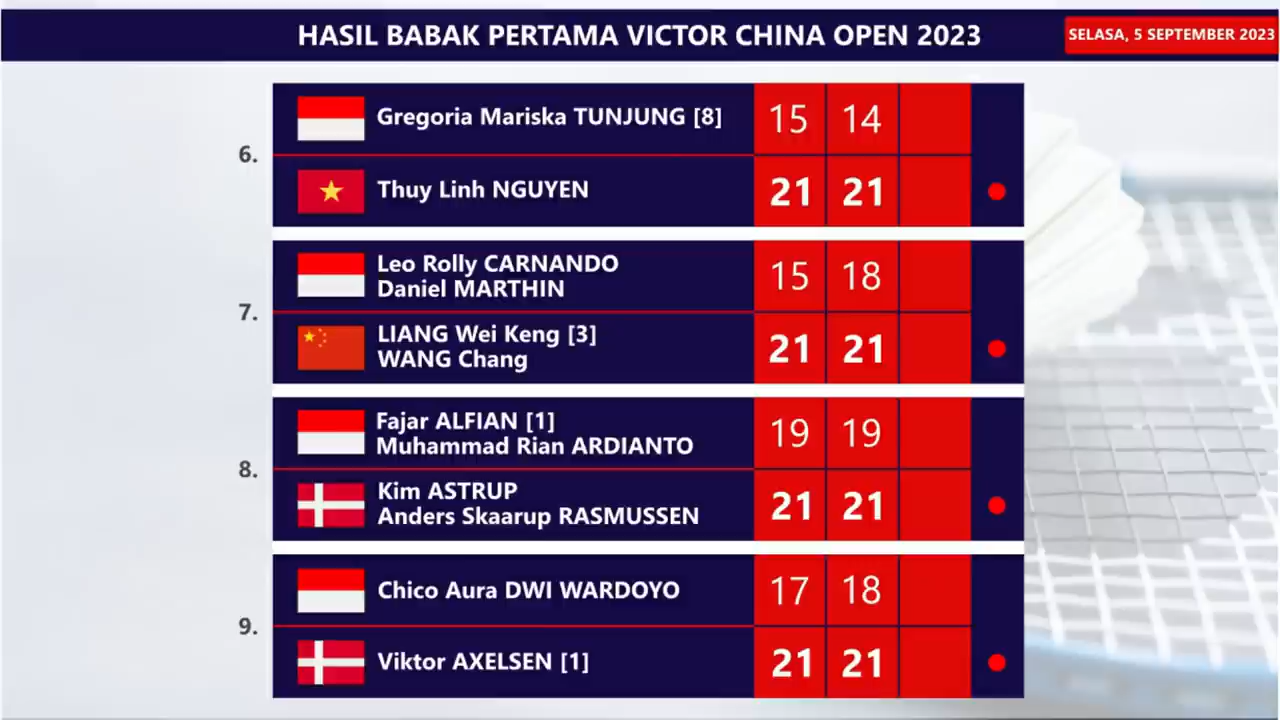 HASIL BABAK PERTAMA VICTOR CHINA OPEN 2023
SELASA, 5 SEPTEMBER 2023
6.
Gregoria Mariska TUNJUNG [8] 15 14
Thuy Linh NGUYEN 21 21
7.
Leo Rolly CARNANDO
Daniel MARTHIN
15 18
LIANG Wei Keng [3]
WANG Chang
21 21
8.
Fajar ALFIAN [1]
Muhammad Rian ARDIANTO
19 19
Kim ASTRUP
Anders Skaarup RASMUSSEN
21 21
9.
Chico Aura DWI WARDOYO 17 18
Viktor AXELSEN [1] 21 21